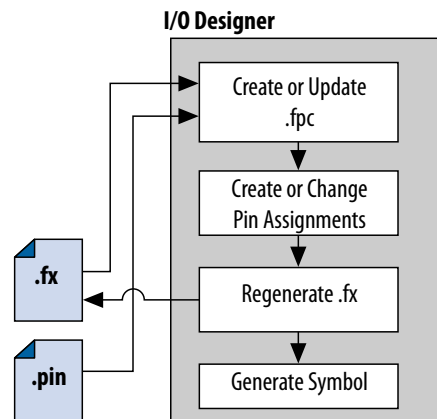 I/O Designer
Create or Update
.fpc
Create or Change
Pin Assignments
.fx
Regenerate .fx
.pin
Generate Symbol